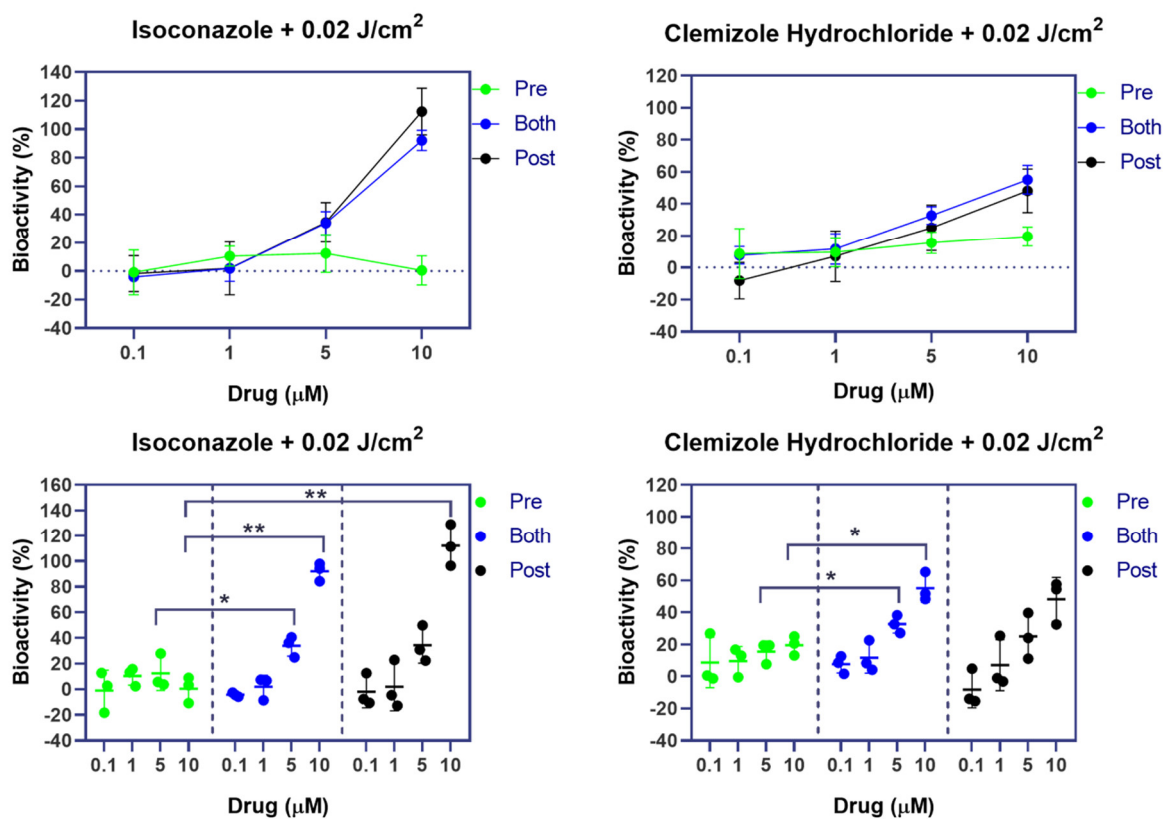 Isoconazole + 0.02 J/cm²
Bioactivity (%)
140
120
100
80
60
40
20
0
-20
-40
0.1 1 5 10
Drug (μM)
Pre
Both
Post
Clemizole Hydrochloride + 0.02 J/cm²
Bioactivity (%)
120
100
80
60
40
20
0
-20
-40
0.1 1 5 10
Drug (μM)
Pre
Both
Post
Isoconazole + 0.02 J/cm²
Bioactivity (%)
160
140
120
100
80
60
40
20
0
-20
-40
**
**
*
0.1 1 5 10 0.1 1 5 10 0.1 1 5 10
Drug (μM)
Pre
Both
Post
Clemizole Hydrochloride + 0.02 J/cm²
Bioactivity (%)
120
100
80
60
40
20
0
-20
-40
*
*
0.1 1 5 10 0.1 1 5 10 0.1 1 5 10
Drug (μM)
Pre
Both
Post